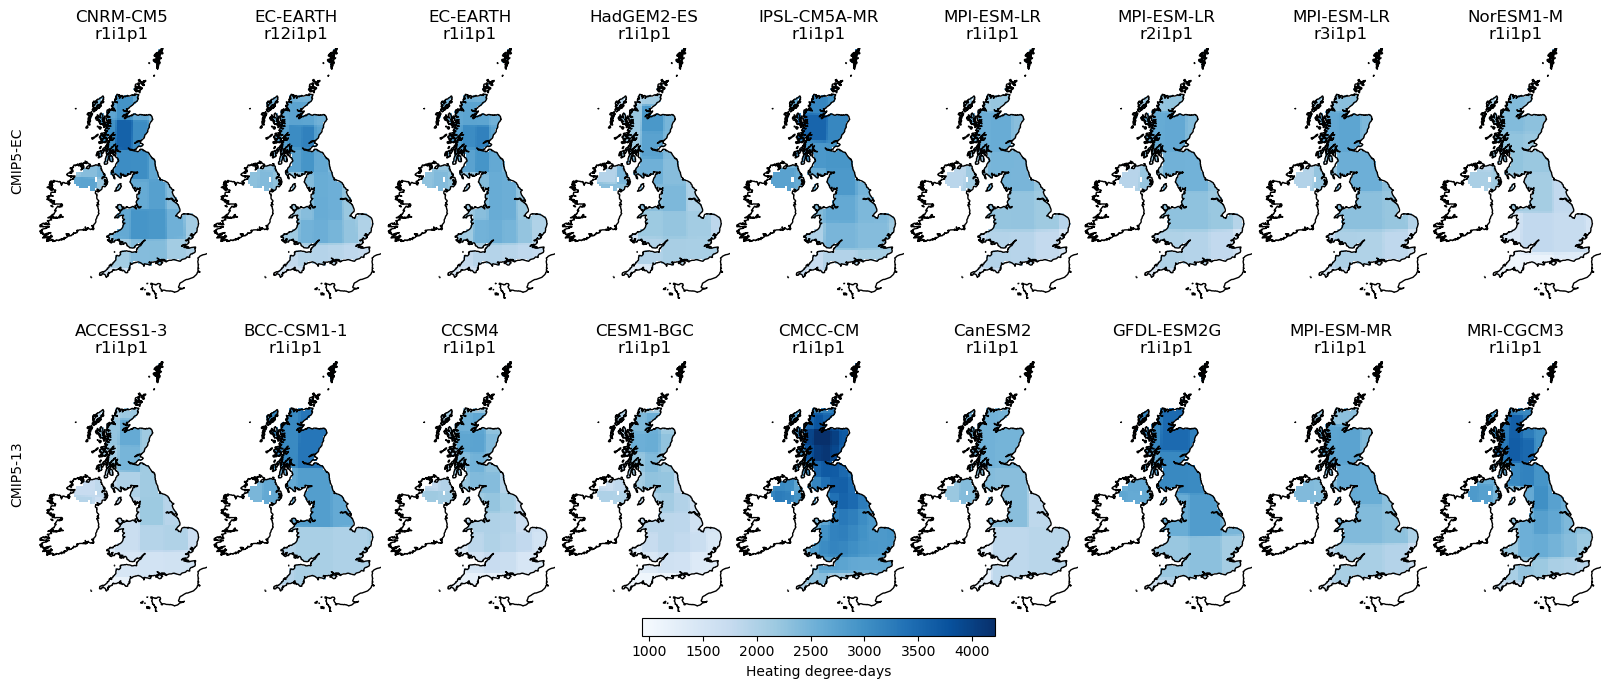 CNRM-CM5 EC-EARTH EC-EARTH HadGEM2-ES IPSL-CM5A-MR MPI-ESM-LR MPI-ESM-LR MPI-ESM-LR NorESM1-M
r1i1p1 r12i1p1 r1i1p1 r1i1p1 r1i1p1 r1i1p1 r2i1p1 r3i1p1 r1i1p1
CMIP5-EC
ACCESS1-3 BCC-CSM1-1 CCSM4 CESM1-BGC CMCC-CM CanESM2 GFDL-ESM2G MPI-ESM-MR MRI-CGCM3
r1i1p1 r1i1p1 r1i1p1 r1i1p1 r1i1p1 r1i1p1 r1i1p1 r1i1p1 r1i1p1
CMIP5-13
1000 1500 2000 2500 3000 3500 4000
Heating degree-days